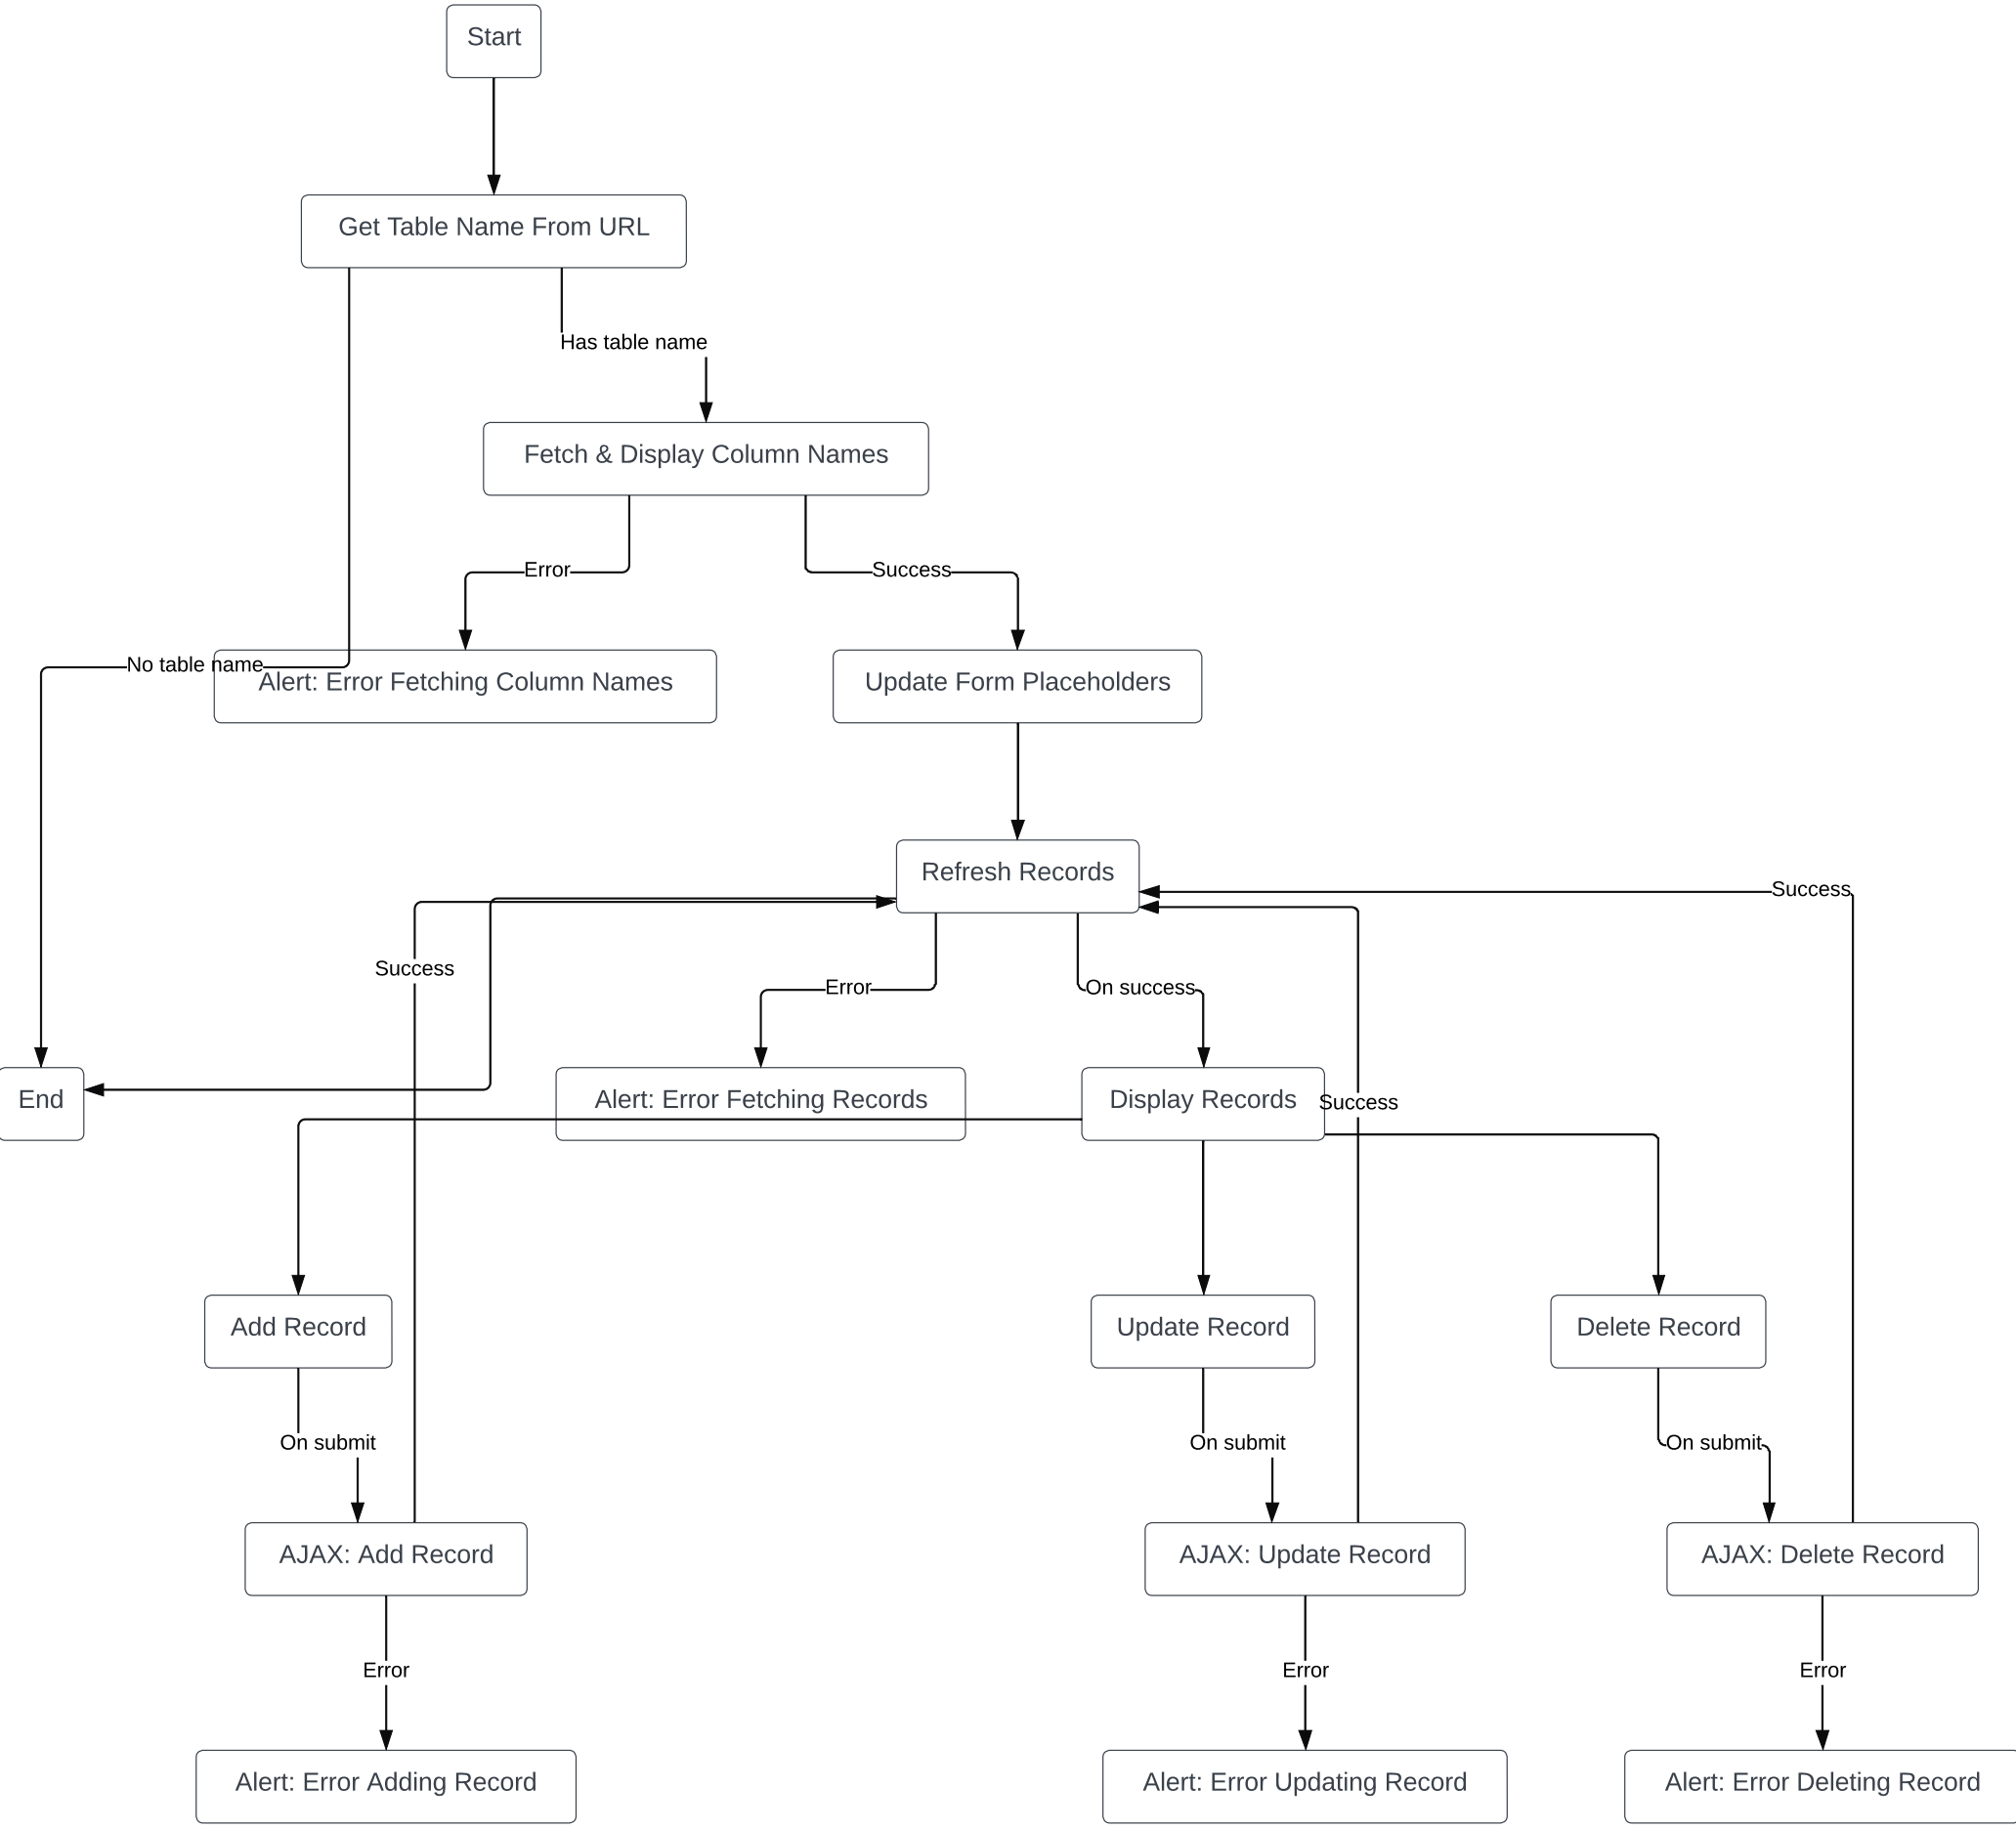 Start
Get Table Name From URL
Has table name
Fetch & Display Column Names
Error
Success
No table name
Alert: Error Fetching Column Names
Update Form Placeholders
Refresh Records
Success
Success
Error
On success
End
Alert: Error Fetching Records
Display Records
Success
Add Record
Update Record
Delete Record
On submit
On submit
On submit
AJAX: Add Record
AJAX: Update Record
AJAX: Delete Record
Error
Error
Error
Alert: Error Adding Record
Alert: Error Updating Record
Alert: Error Deleting Record